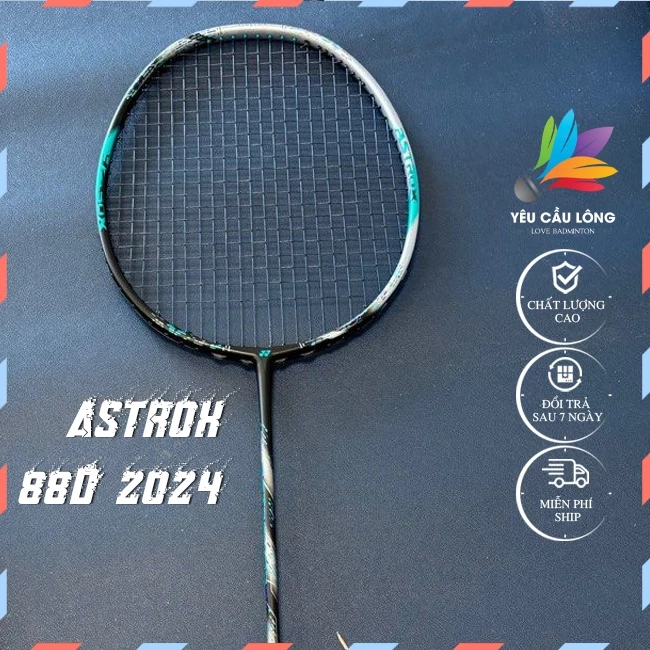 ASTROX
YÊU CẦU LÔNG
LOVE BADMINTON
CHẤT LƯỢNG
CAO
ĐỔI TRẢ
SAU 7 NGÀY
MIỄN PHÍ
SHIP
ASTROX
88D 2024